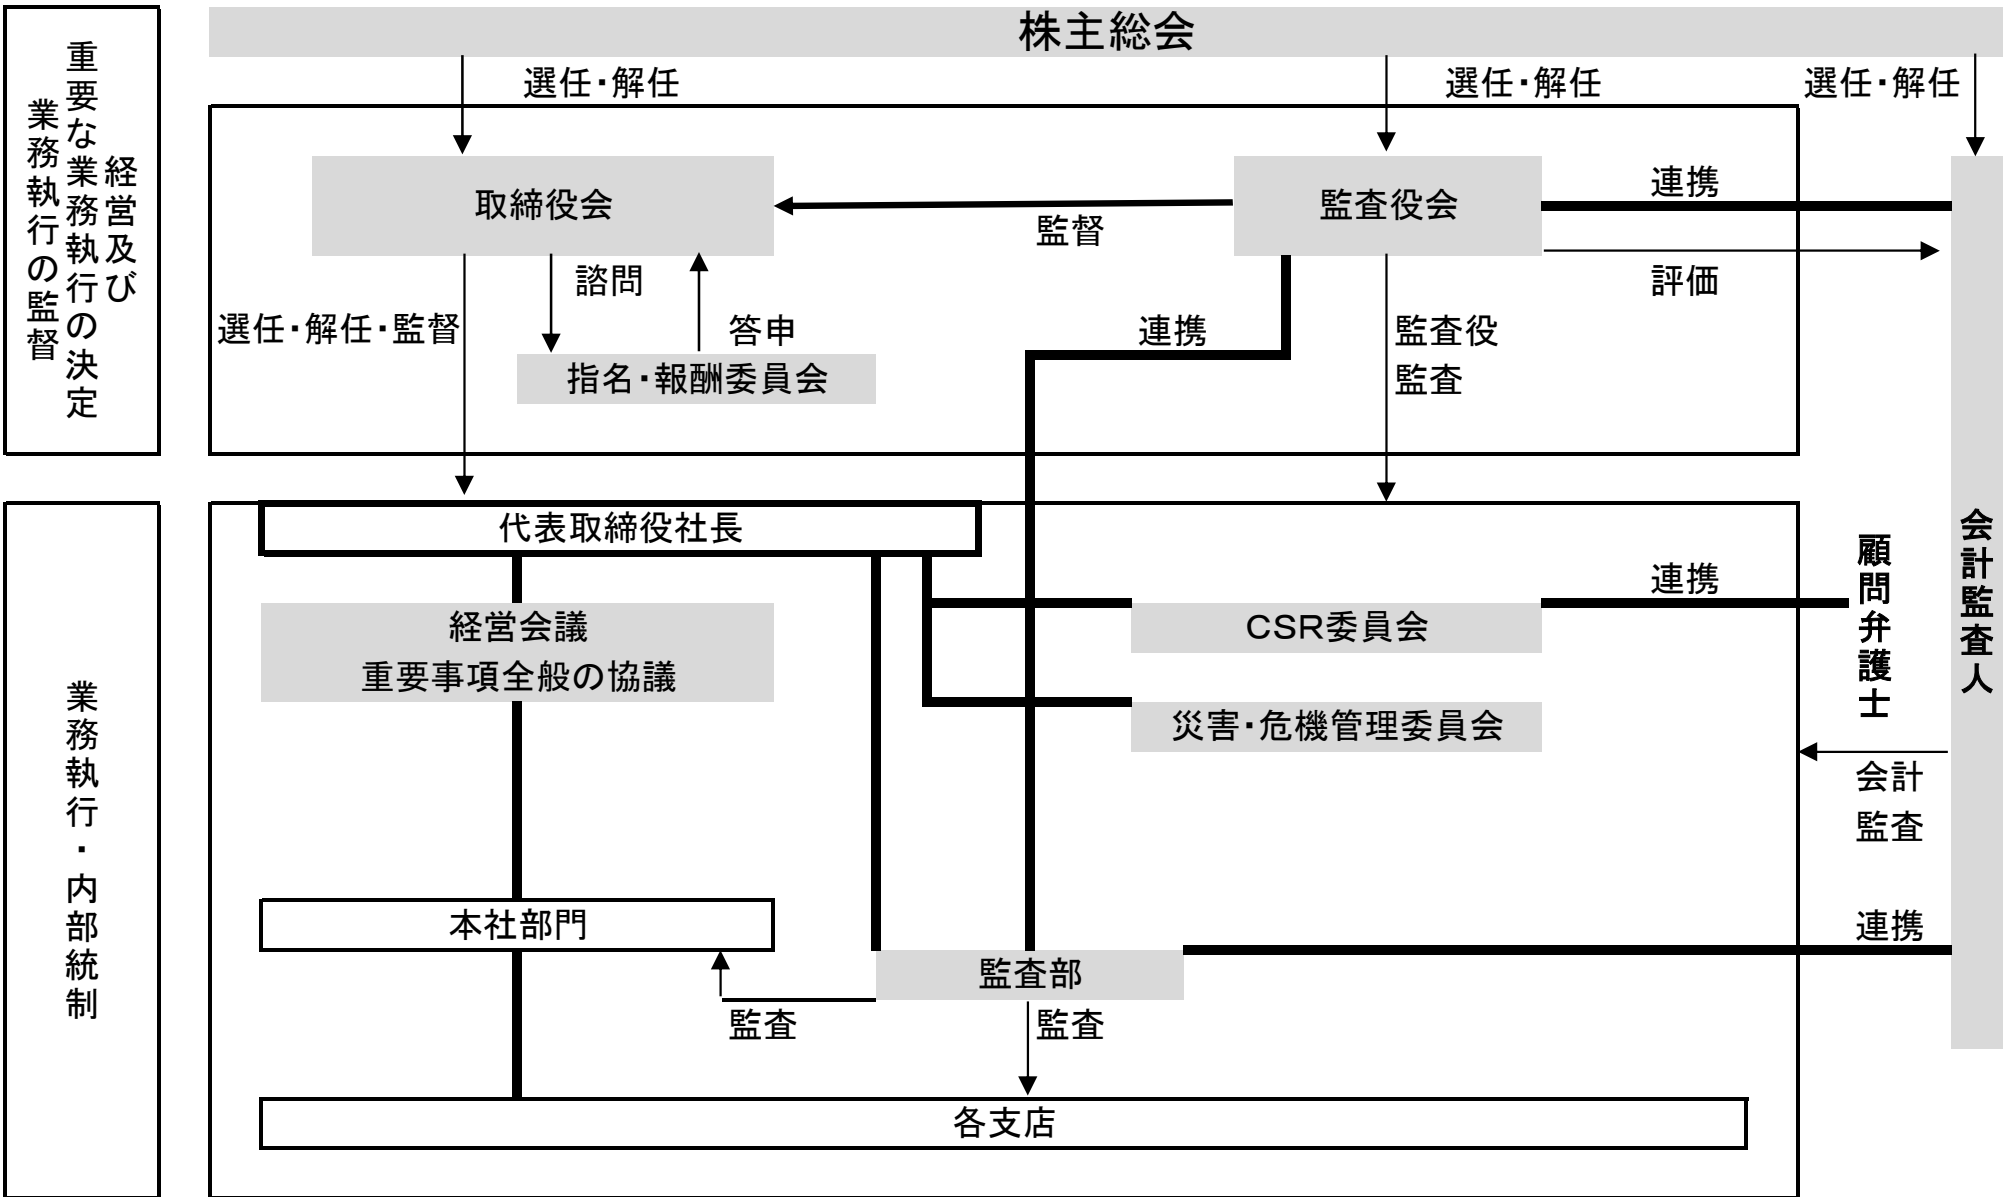 株主総会
選任・解任
選任・解任
選任・解任
経営及び
重要な業務執行の決定
業務執行の監督
取締役会
監査役会
連携
監督
評価
諮問
答申
選任・解任・監督
連携
監査役
監査
指名・報酬委員会
代表取締役社長
経営会議
重要事項全般の協議
CSR委員会
連携
顧問弁護士
会計監査人
災害・危機管理委員会
会計
監査
業務執行・内部統制
本社部門
連携
監査部
監査
監査
各支店